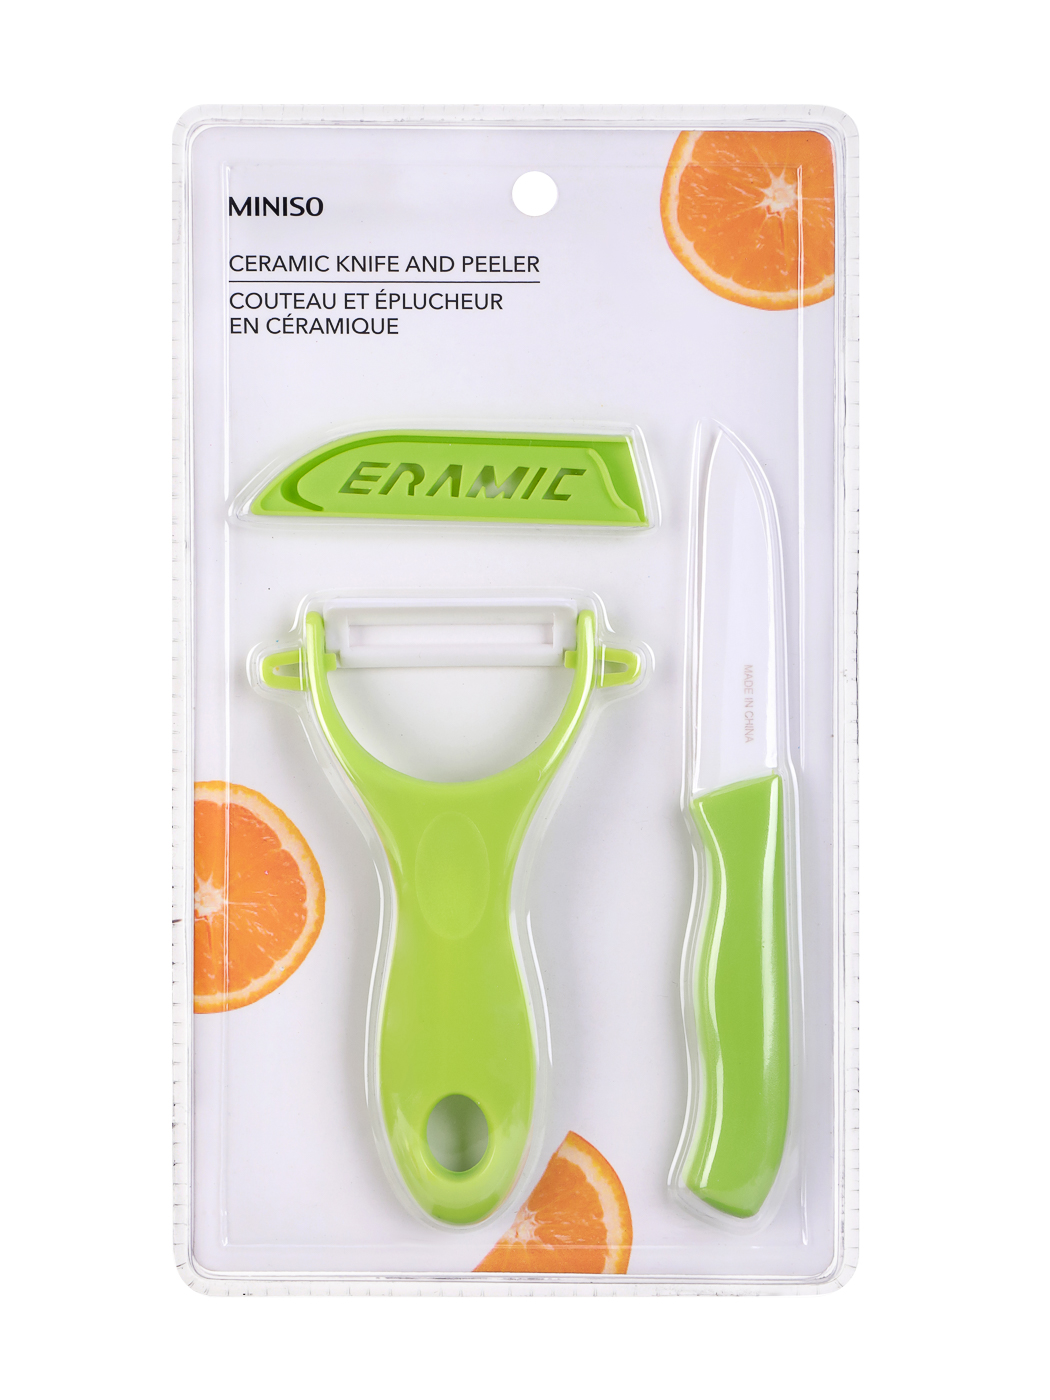 MINISO
CERAMIC KNIFE AND PEELER
COUTEAU ET ÉPLUCHEUR
EN CÉRAMIQUE
ERAMIC
MADE IN CHINA